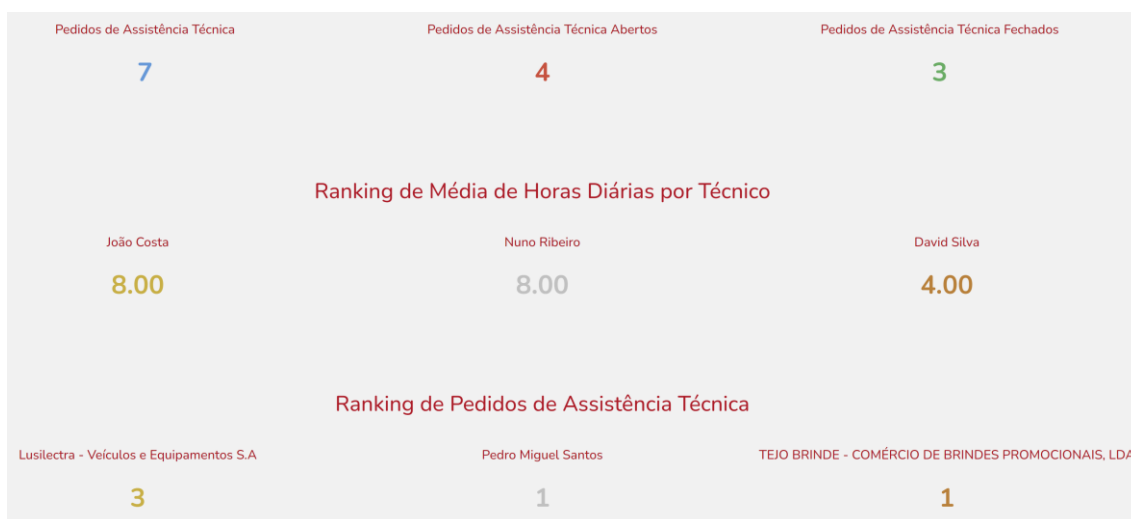 Pedidos de Assistência Técnica
Pedidos de Assistência Técnica Abertos
Pedidos de Assistência Técnica Fechados
7
4
3
Ranking de Média de Horas Diárias por Técnico
João Costa
Nuno Ribeiro
David Silva
8.00
8.00
4.00
Ranking de Pedidos de Assistência Técnica
Lusilectra - Veículos e Equipamentos S.A
Pedro Miguel Santos
TEJO BRINDE - COMÉRCIO DE BRINDES PROMOCIONAIS, LDA
3
1
1